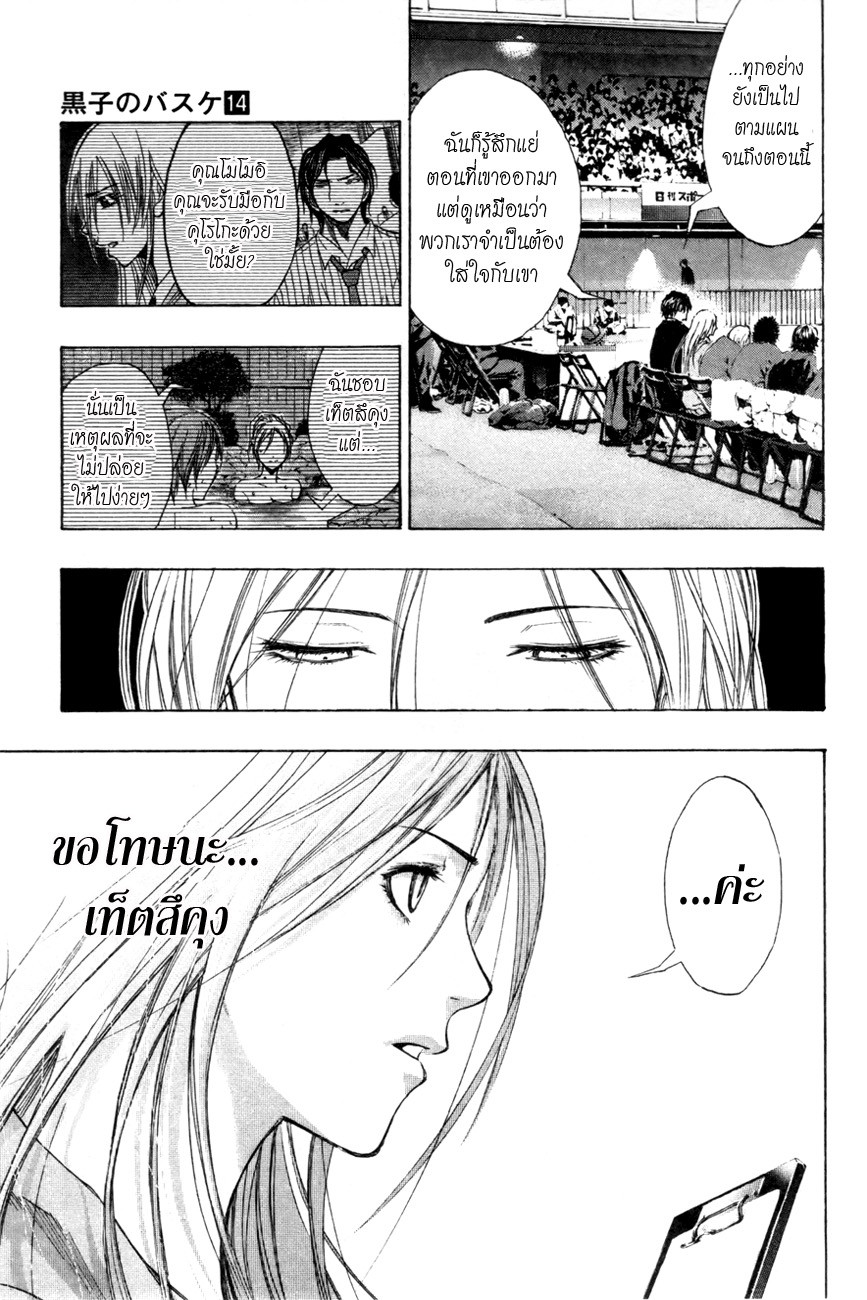 ...ทุกอย่าง
ยังเป็นไป
ตามแผน
จนถึงตอนนี้
ฉันก็รู้สึกแย่
ตอนที่เขาออกมา
แต่ดูเหมือนว่า
พวกเราจำเป็นต้อง
ใส่ใจกับเขา
日刊スポー
黒子のバスケ14
คุณโมโมอิ
คุณจะรับมือกับ
คุโรโกะด้วย
ใช่มั้ย?
ฉันชอบ
เท็ตสึคุง
แต่...
นั่นเป็น
เหตุผลที่จะ
ไม่ปล่อย
ให้ไปง่ายๆ
...ค่ะ
ขอโทษนะ...
เท็ตสึคุง